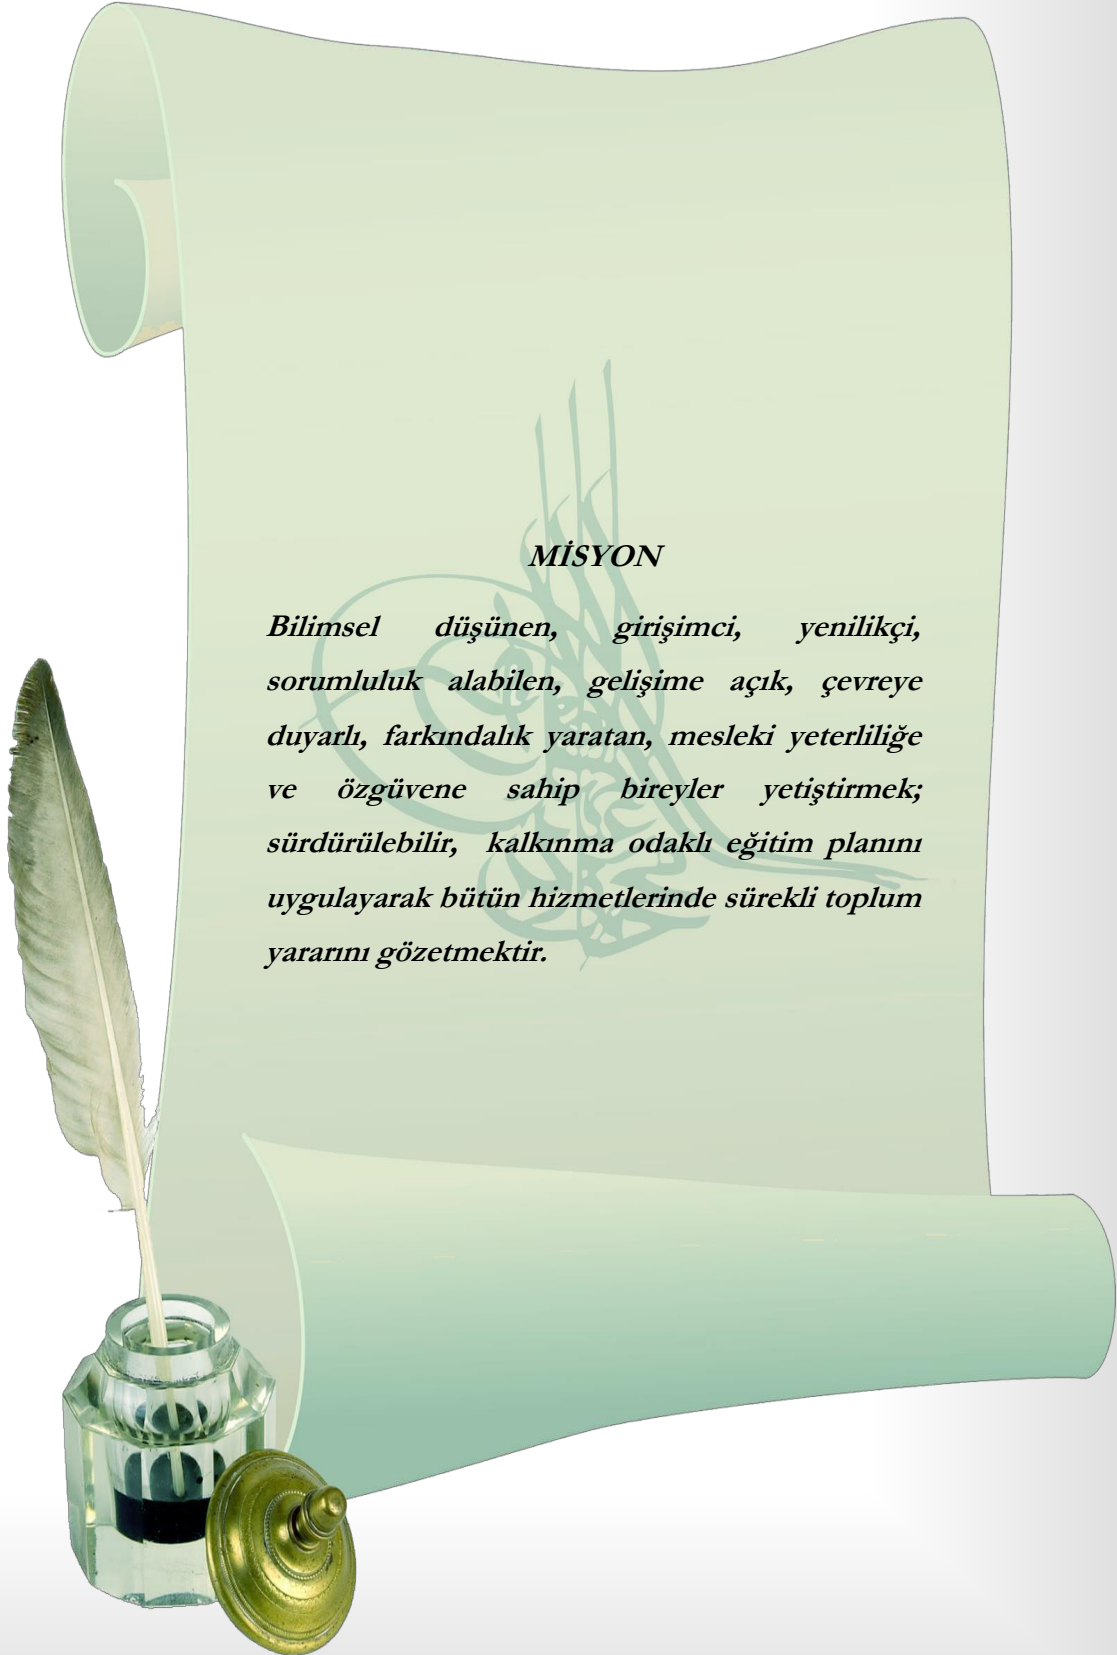 MİSYON
Bilimsel düşünen, girişimci, yenilikçi,
sorumluluk alabilen, gelişime açık, çevreye
duyarlı, farkındalık yaratan, mesleki yeterliliğe
ve özgüvene sahip bireyler yetiştirmek;
sürdürülebilir, kalkınma odaklı eğitim planını
uygulayarak bütün hizmetlerinde sürekli toplum
yararını gözetmektir.